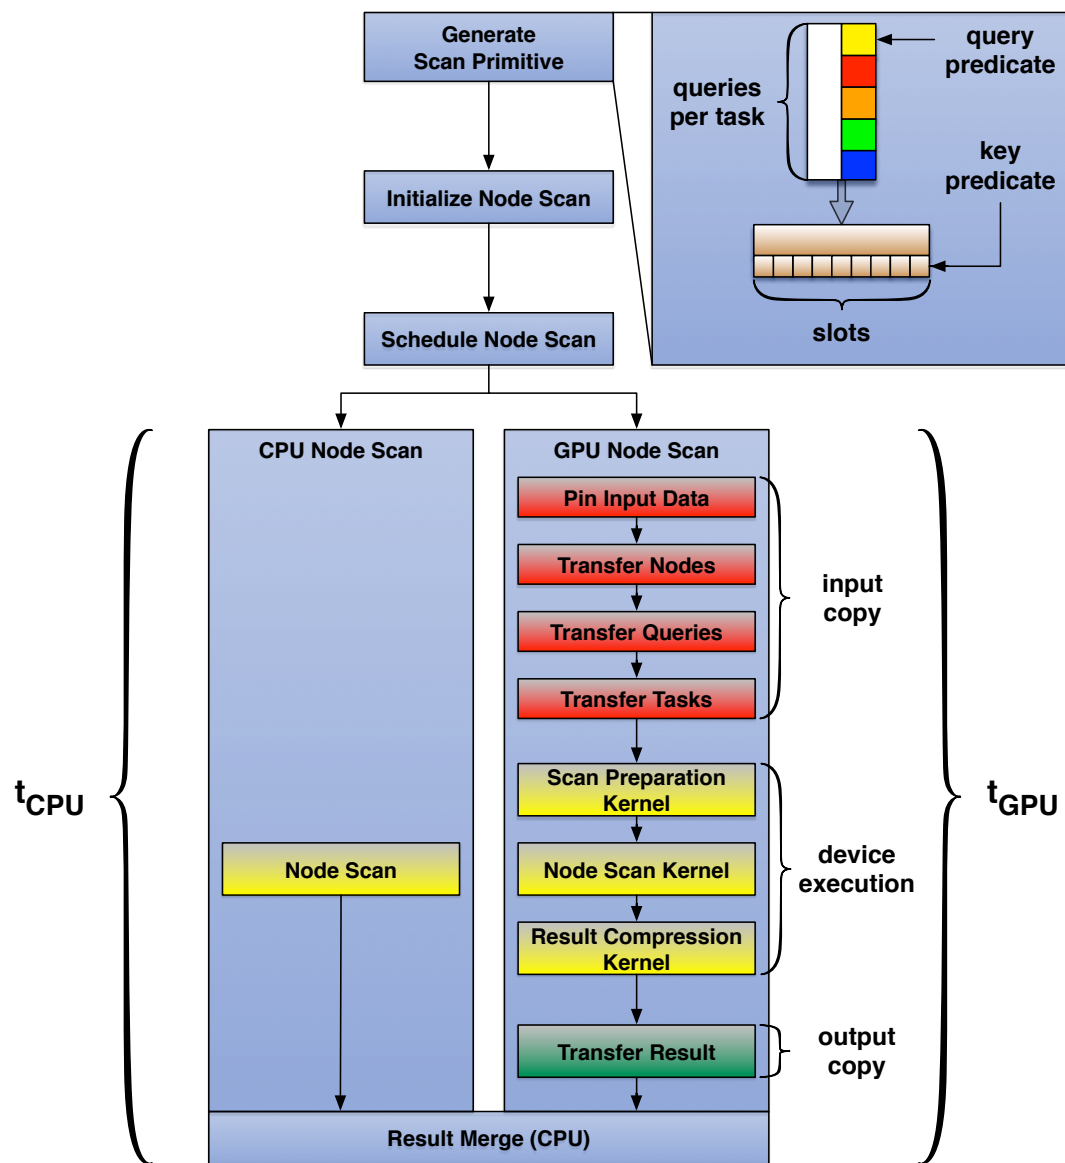 Generate
Scan Primitive
Initialize Node Scan
Schedule Node Scan
queries
per task
query
predicate
key
predicate
slots
CPU Node Scan
GPU Node Scan
Pin Input Data
Transfer Nodes
Transfer Queries
Transfer Tasks
input
copy
Scan Preparation
Kernel
Node Scan
Node Scan Kernel
Result Compression
Kernel
device
execution
Transfer Result
output
copy
tCPU
tGPU
Result Merge (CPU)